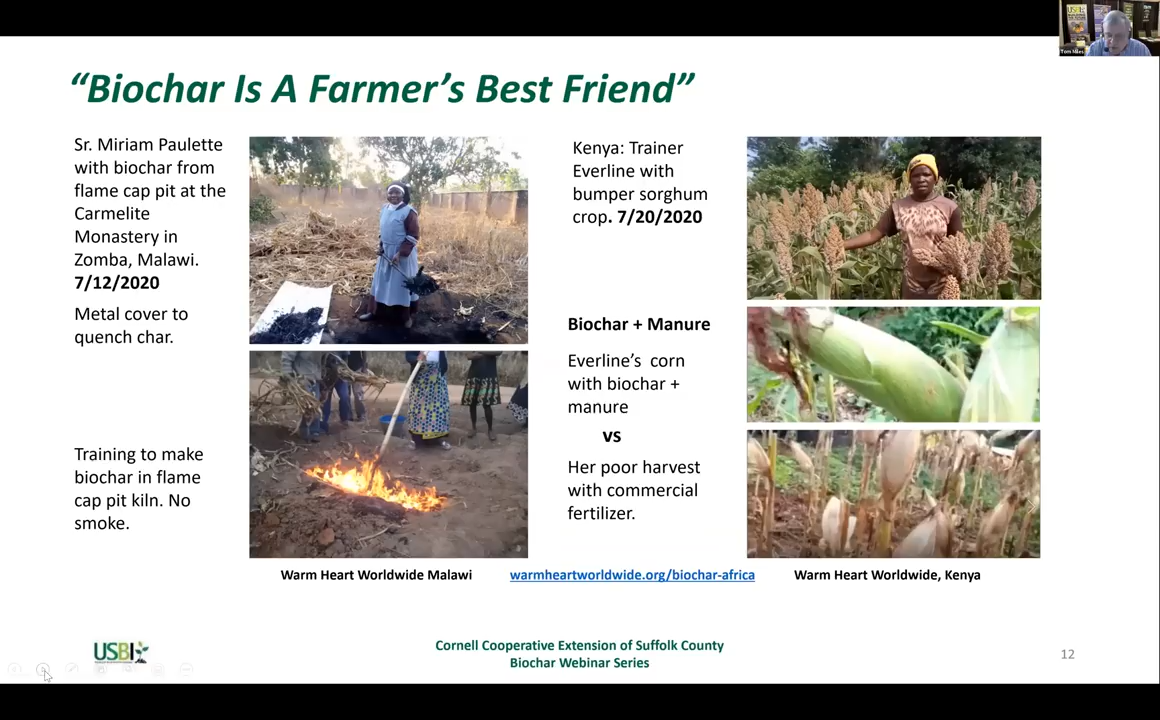 Tom Miles
“Biochar Is A Farmer’s Best Friend”
Sr. Miriam Paulette
with biochar from
flame cap pit at the
Carmelite
Monastery in
Zomba, Malawi.
7/12/2020
Metal cover to
quench char.
Training to make
biochar in flame
cap pit kiln. No
smoke.
Kenya: Trainer
Everline with
bumper sorghum
crop. 7/20/2020
Biochar + Manure
Everline’s  corn
with biochar +
manure
vs
Her poor harvest
with commercial
fertilizer.
Warm Heart Worldwide Malawi
warmheartworldwide.org/biochar-africa
Warm Heart Worldwide, Kenya
USBI
Cornell Cooperative Extension of Suffolk County
Biochar Webinar Series
12